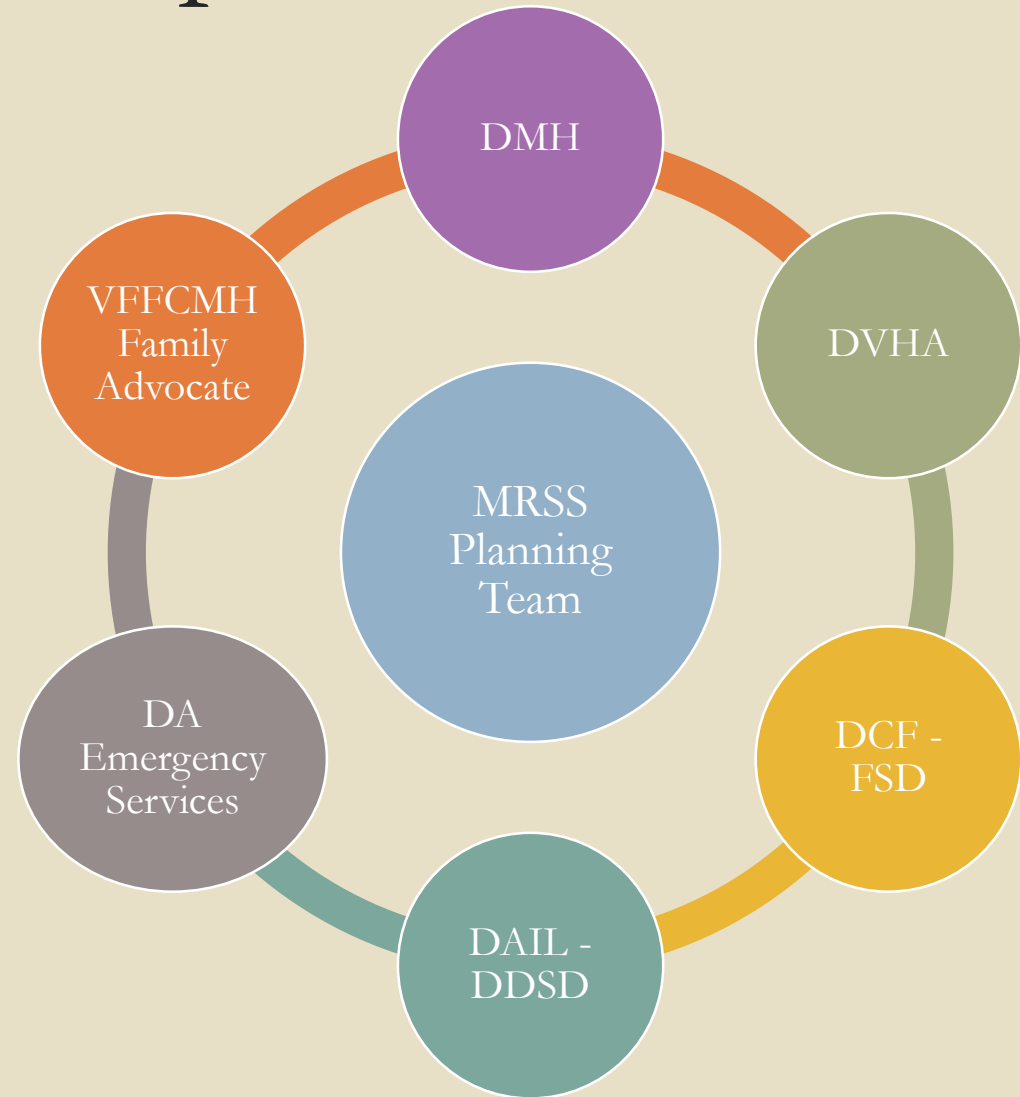 DMH
DVHA
DCF -
FSD
DAIL -
DDSD
DA
Emergency
Services
VFFCMH
Family
Advocate
MRSS
Planning
Team